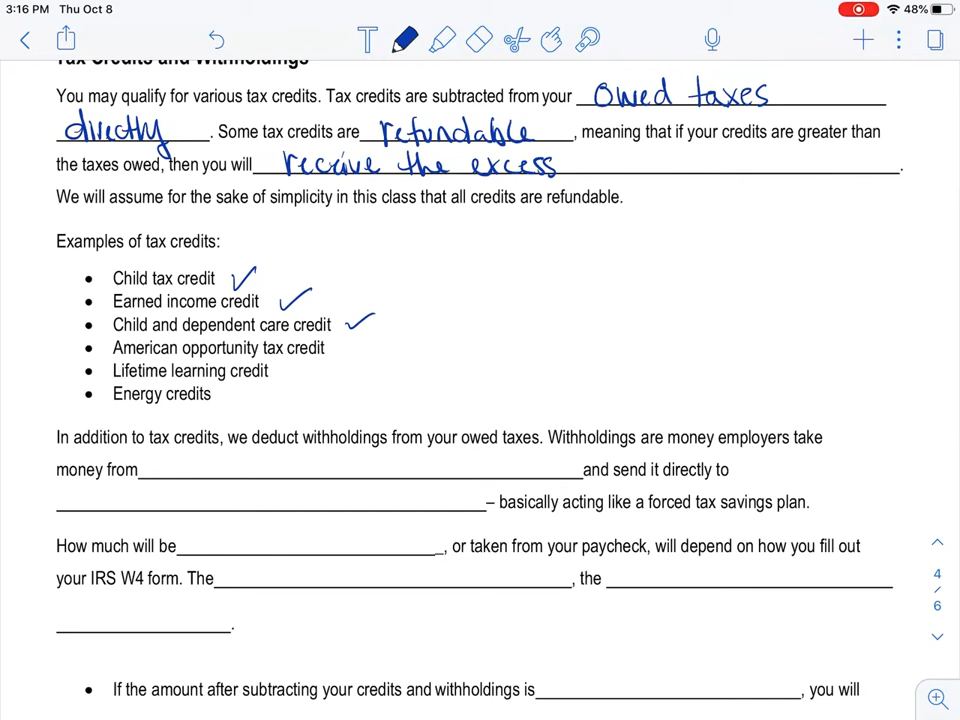 3:16 PM Thu Oct 8 48%
Tax Credits and Withholdings
You may qualify for various tax credits. Tax credits are subtracted from your owed taxes
directly. Some tax credits are refundable, meaning that if your credits are greater than
the taxes owed, then you will receive the excess.
We will assume for the sake of simplicity in this class that all credits are refundable.
Examples of tax credits:
• Child tax credit ✓
• Earned income credit ✓
• Child and dependent care credit ✓
• American opportunity tax credit
• Lifetime learning credit
• Energy credits
In addition to tax credits, we deduct withholdings from your owed taxes. Withholdings are money employers take
money from____ and send it directly to
____ – basically acting like a forced tax savings plan.
How much will be____, or taken from your paycheck, will depend on how you fill out
your IRS W4 form. The____, the ____
____.
• If the amount after subtracting your credits and withholdings is____, you will
4
/
6